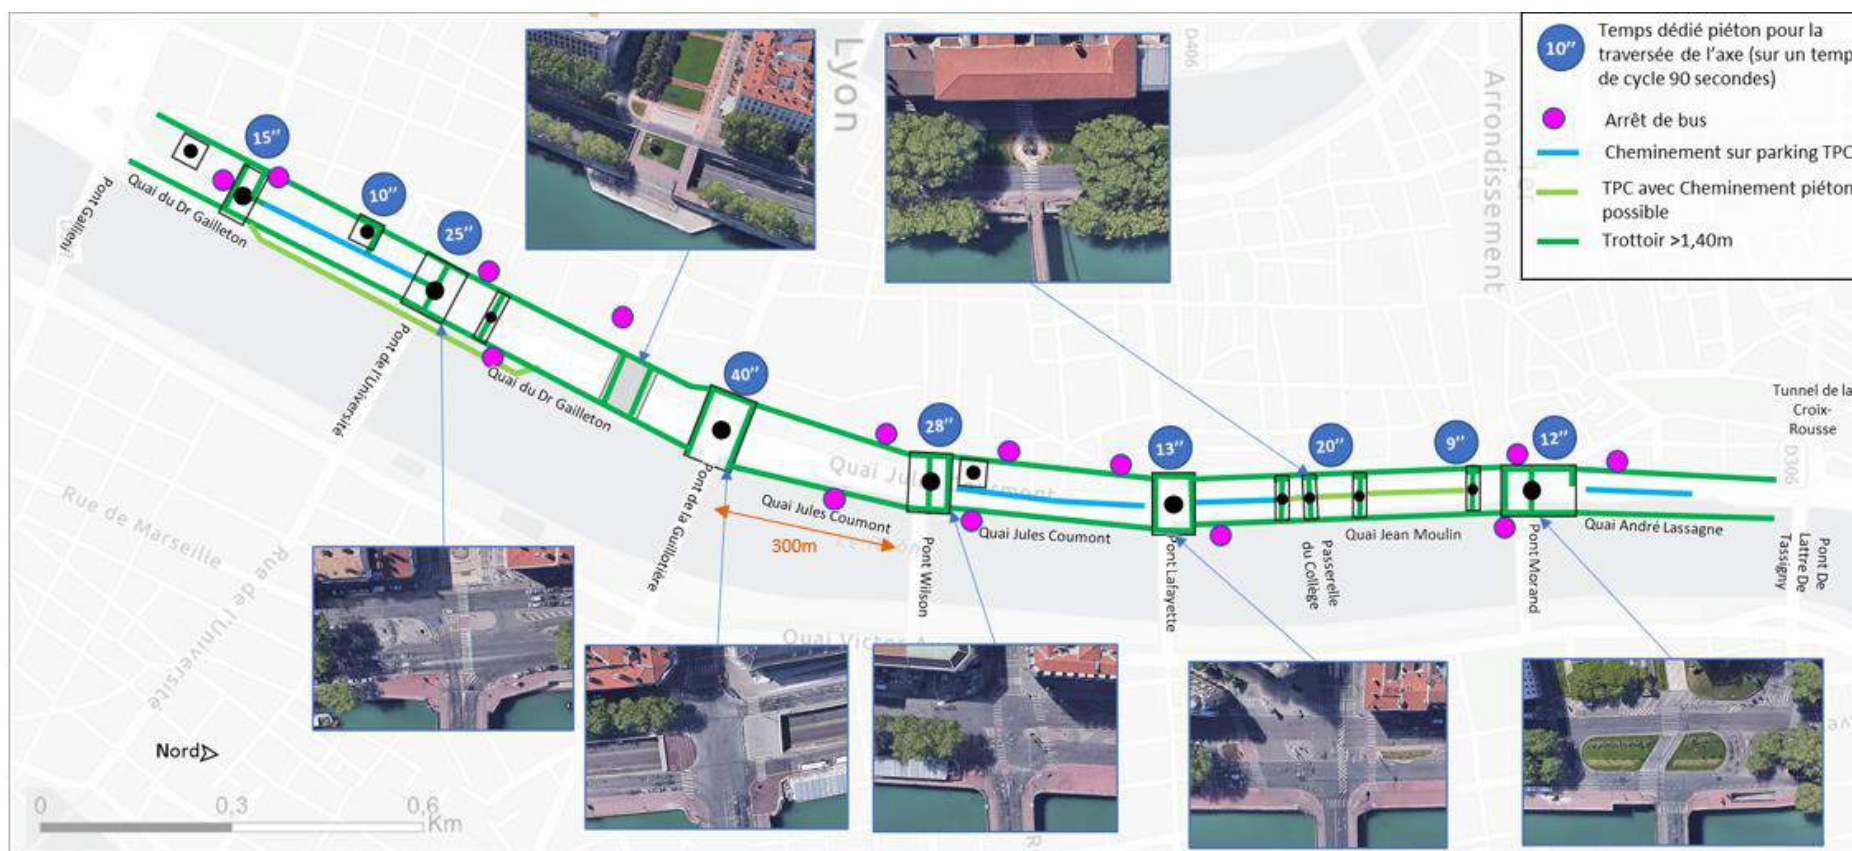 Lyon
D406
Arrondissement
10’’
Temps dédié piéton pour la
traversée de l’axe (sur un temp
de cycle 90 secondes)
Arrêt de bus
Cheminement sur parking TPC
TPC avec Cheminement piéton
possible
Trottoir >1,40m
15’’
10’’
25’’
40’’
28’’
13’’
20’’
9’’
12’’
Pont Gallieni
Quai du Dr Gailleton
Pont de l’Université
Quai du Dr Gailleton
Pont de la Guillotière
Quai Jules Coumont
300m
Pont Wilson
Quai Jules Coumont
Pont Lafayette
Passerelle
du Collège
Quai Jean Moulin
Pont Morand
Quai André Lassagne
Tunnel de la
Croix-
Rousse
D306
Pont De
Lattre De
Tassigny
Rue de Marseille
Rue de l'Université
Quai Victor
Nord
0
0,3
0,6
Km